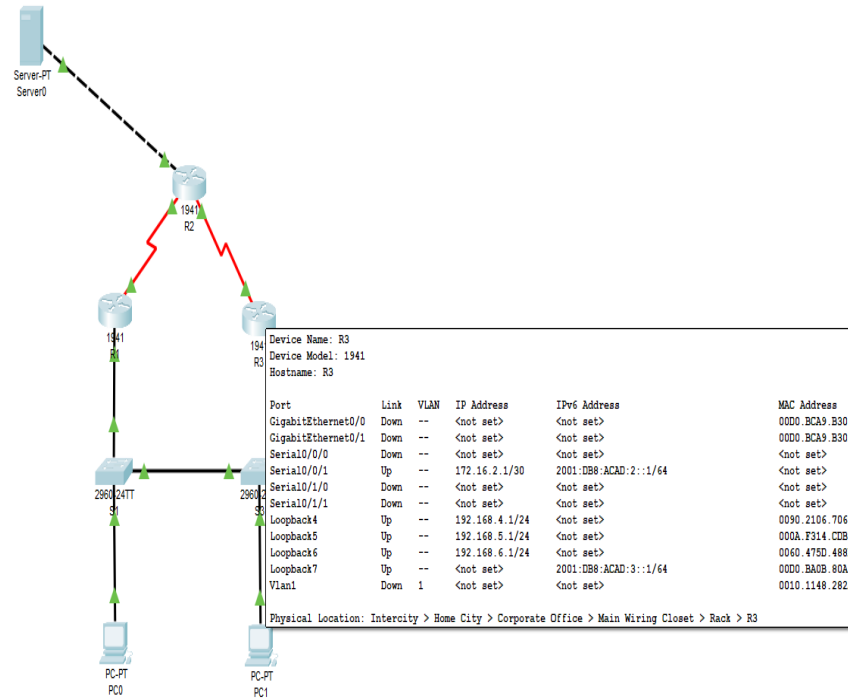 Server-PT
Server0
1941
R2
1941
R1
194
R3
Device Name: R3
Device Model: 1941
Hostname: R3
Port Link VLAN IP Address IPv6 Address MAC Address
GigabitEthernet0/0 Down -- <not set> <not set> 00D0.BCA9.B30
GigabitEthernet0/1 Down -- <not set> <not set> 00D0.BCA9.B30
Serial0/0/0 Down -- <not set> <not set> <not set>
Serial0/0/1 Up -- 172.16.2.1/30 2001:DB8:ACAD:2::1/64 <not set>
Serial0/1/0 Down -- <not set> <not set> <not set>
Serial0/1/1 Down -- <not set> <not set> <not set>
Loopback4 Up -- 192.168.4.1/24 <not set> 0090.2106.706
Loopback5 Up -- 192.168.5.1/24 <not set> 000A.F314.CDB
Loopback6 Up -- 192.168.6.1/24 <not set> 0060.475D.488
Loopback7 Up -- <not set> 2001:DB8:ACAD:3::1/64 00D0.BA0B.80A
Vlan1 Down 1 <not set> <not set> 0010.1148.282
Physical Location: Intercity > Home City > Corporate Office > Main Wiring Closet > Rack > R3
2960-24TT
S1
2960-2
S3
PC-PT
PC0
PC-PT
PC1